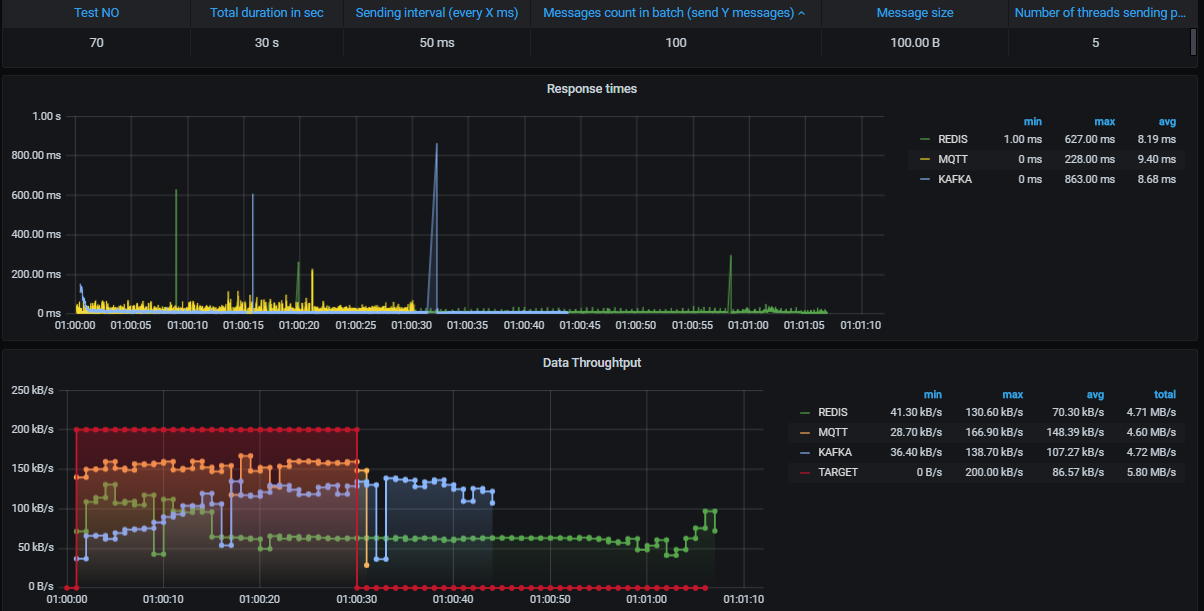 Test NO Total duration in sec Sending interval (every X ms) Messages count in batch (send Y messages) Message size Number of threads sending p...
70 30 s 50 ms 100 100.00 B 5
Response times
1.00 s
800.00 ms
600.00 ms
400.00 ms
200.00 ms
0 ms
01:00:00 01:00:05 01:00:10 01:00:15 01:00:20 01:00:25 01:00:30 01:00:35 01:00:40 01:00:45 01:00:50 01:00:55 01:01:00 01:01:05 01:01:10
min max avg
REDIS 1.00 ms 627.00 ms 8.19 ms
MQTT 0 ms 228.00 ms 9.40 ms
KAFKA 0 ms 863.00 ms 8.68 ms
Data Throughtput
250 kB/s
200 kB/s
150 kB/s
100 kB/s
50 kB/s
0 B/s
01:00:00 01:00:10 01:00:20 01:00:30 01:00:40 01:00:50 01:01:00 01:01:10
min max avg total
REDIS 41.30 kB/s 130.60 kB/s 70.30 kB/s 4.71 MB/s
MQTT 28.70 kB/s 166.90 kB/s 148.39 kB/s 4.60 MB/s
KAFKA 36.40 kB/s 138.70 kB/s 107.27 kB/s 4.72 MB/s
TARGET 0 B/s 200.00 kB/s 86.57 kB/s 5.80 MB/s